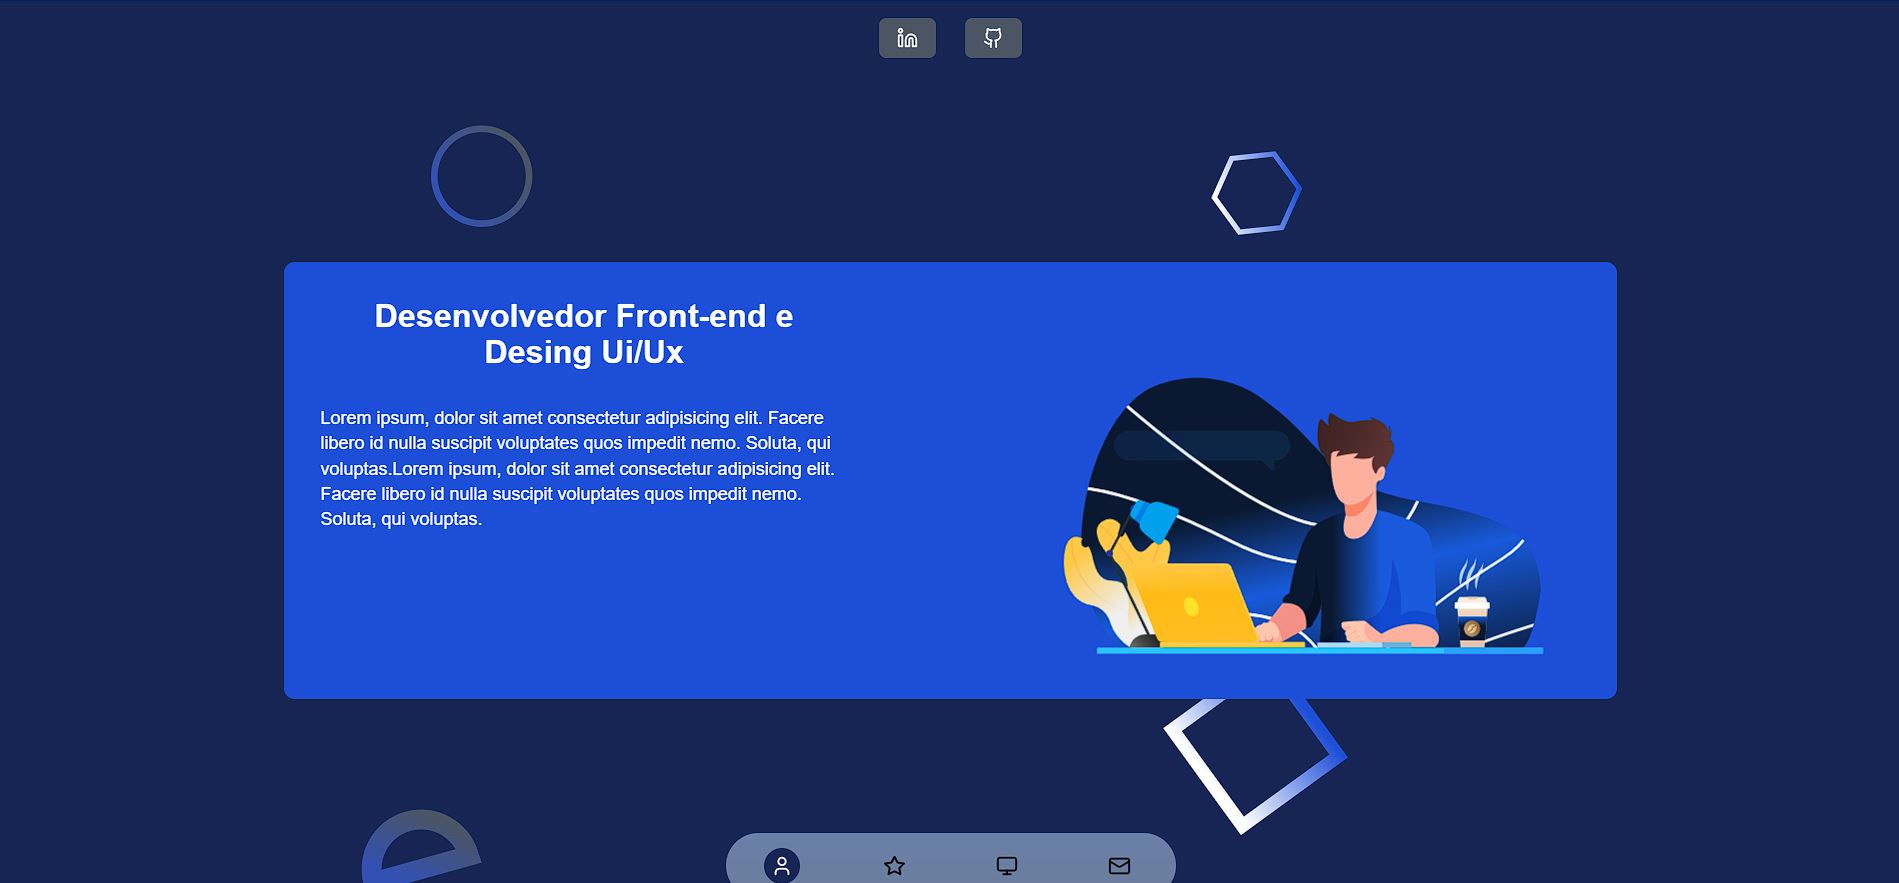 in
Desenvolvedor Front-end e
Desing Ui/Ux
Lorem ipsum, dolor sit amet consectetur adipisicing elit. Facere
libero id nulla suscipit voluptates quos impedit nemo. Soluta, qui
voluptas.Lorem ipsum, dolor sit amet consectetur adipisicing elit.
Facere libero id nulla suscipit voluptates quos impedit nemo.
Soluta, qui voluptas.